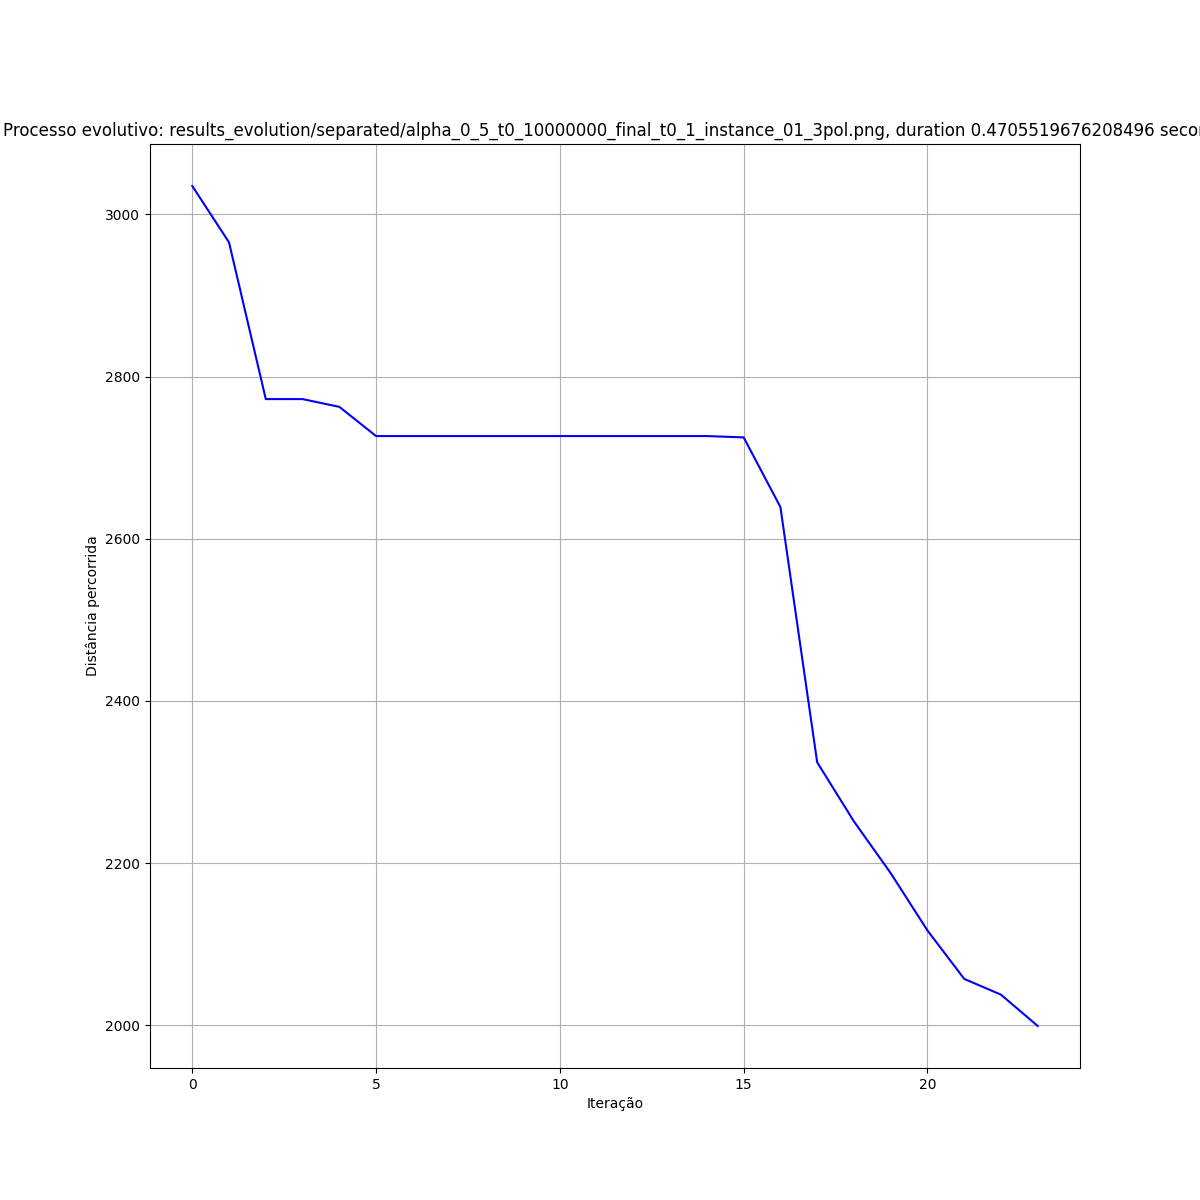 Processo evolutivo: results_evolution/separated/alpha_0_5_t0_10000000_final_t0_1_instance_01_3pol.png, duration 0.4705519676208496
3000
2800
2600
2400
2200
2000
Distância percorrida
0 5 10 15 20
Iteração